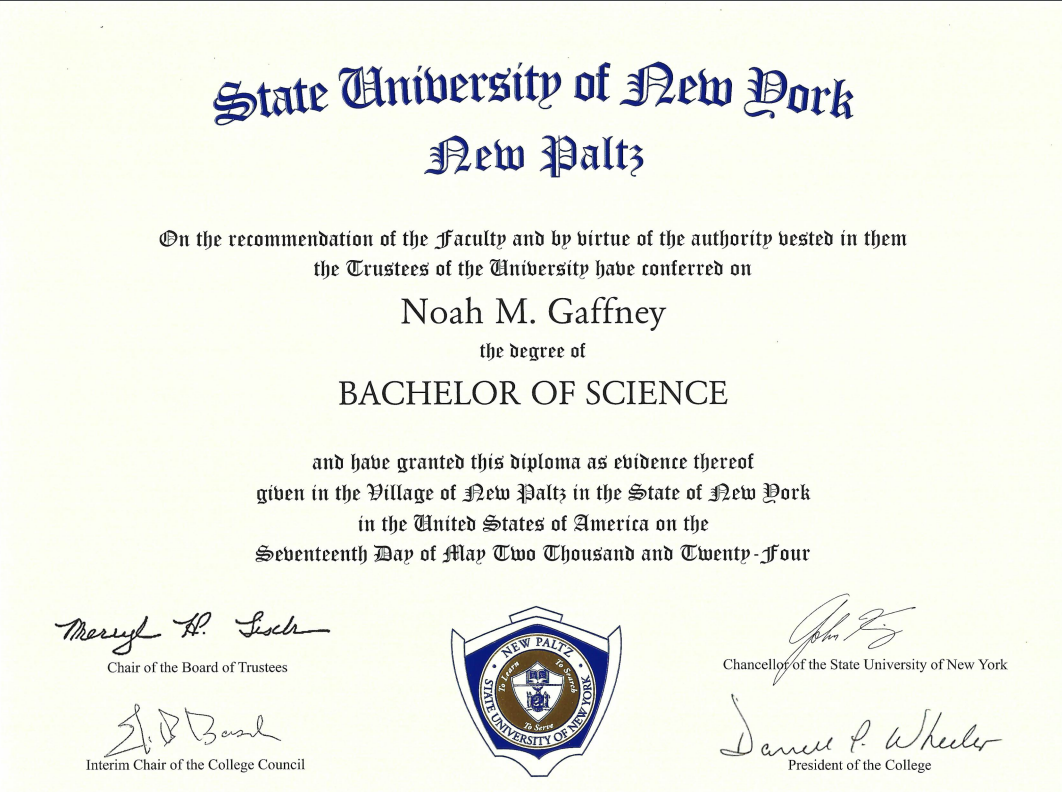 State University of New York
New Paltz
On the recommendation of the Faculty and by virtue of the authority vested in them
the Trustees of the University have conferred on
Noah M. Gaffney
the degree of
BACHELOR OF SCIENCE
and have granted this diploma as evidence thereof
given in the Village of New Paltz in the State of New York
in the United States of America on the
Seventeenth Day of May Two Thousand and Twenty-Four
Merryl H. Tisch
Chair of the Board of Trustees
John King
Chancellor of the State University of New York
Interim Chair of the College Council
Darrell P. Wheeler
President of the College
NEW PALTZ
STATE UNIVERSITY OF NEW YORK
To Learn
To Search
To Serve